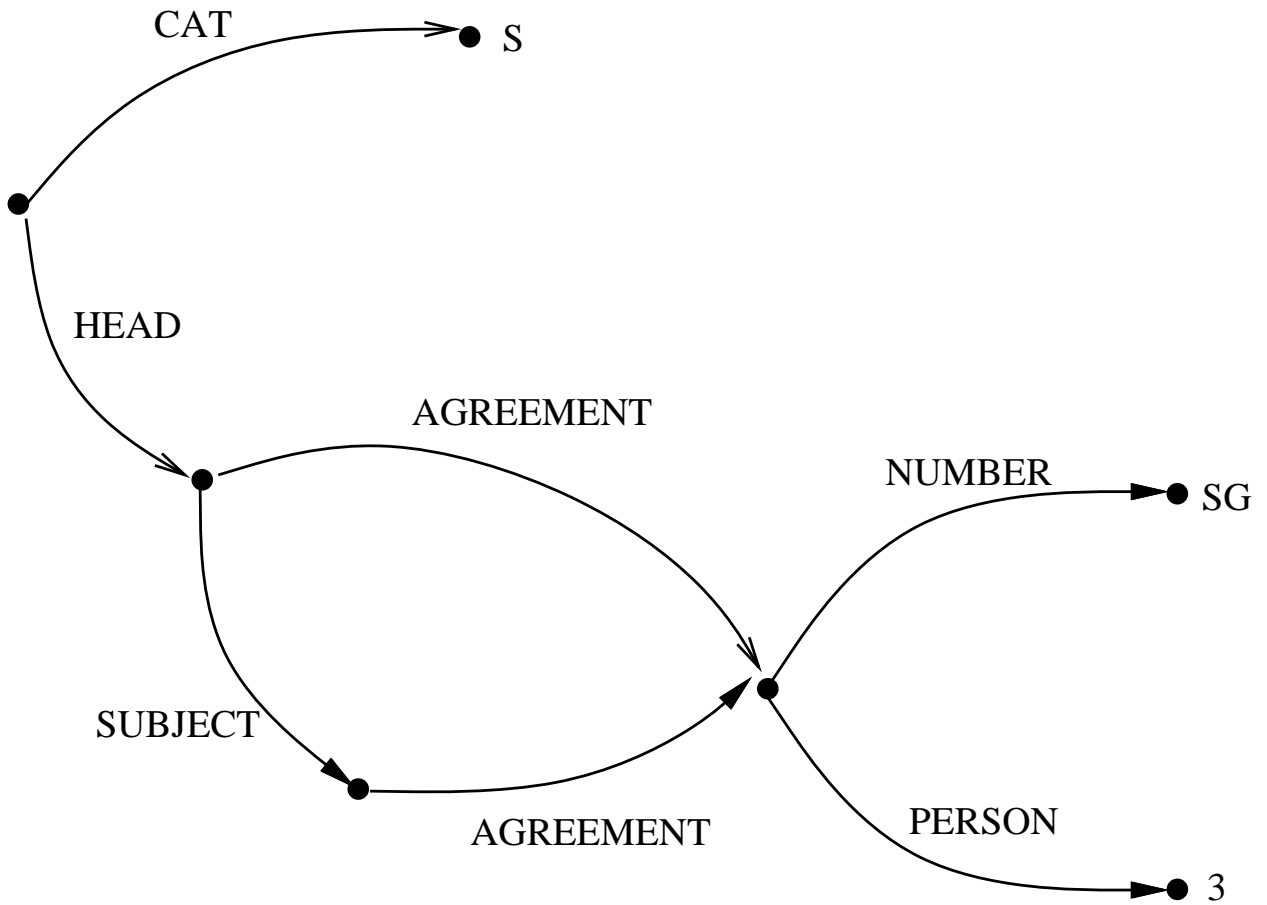 CAT
S
HEAD
AGREEMENT
NUMBER
SG
SUBJECT
AGREEMENT
PERSON
3